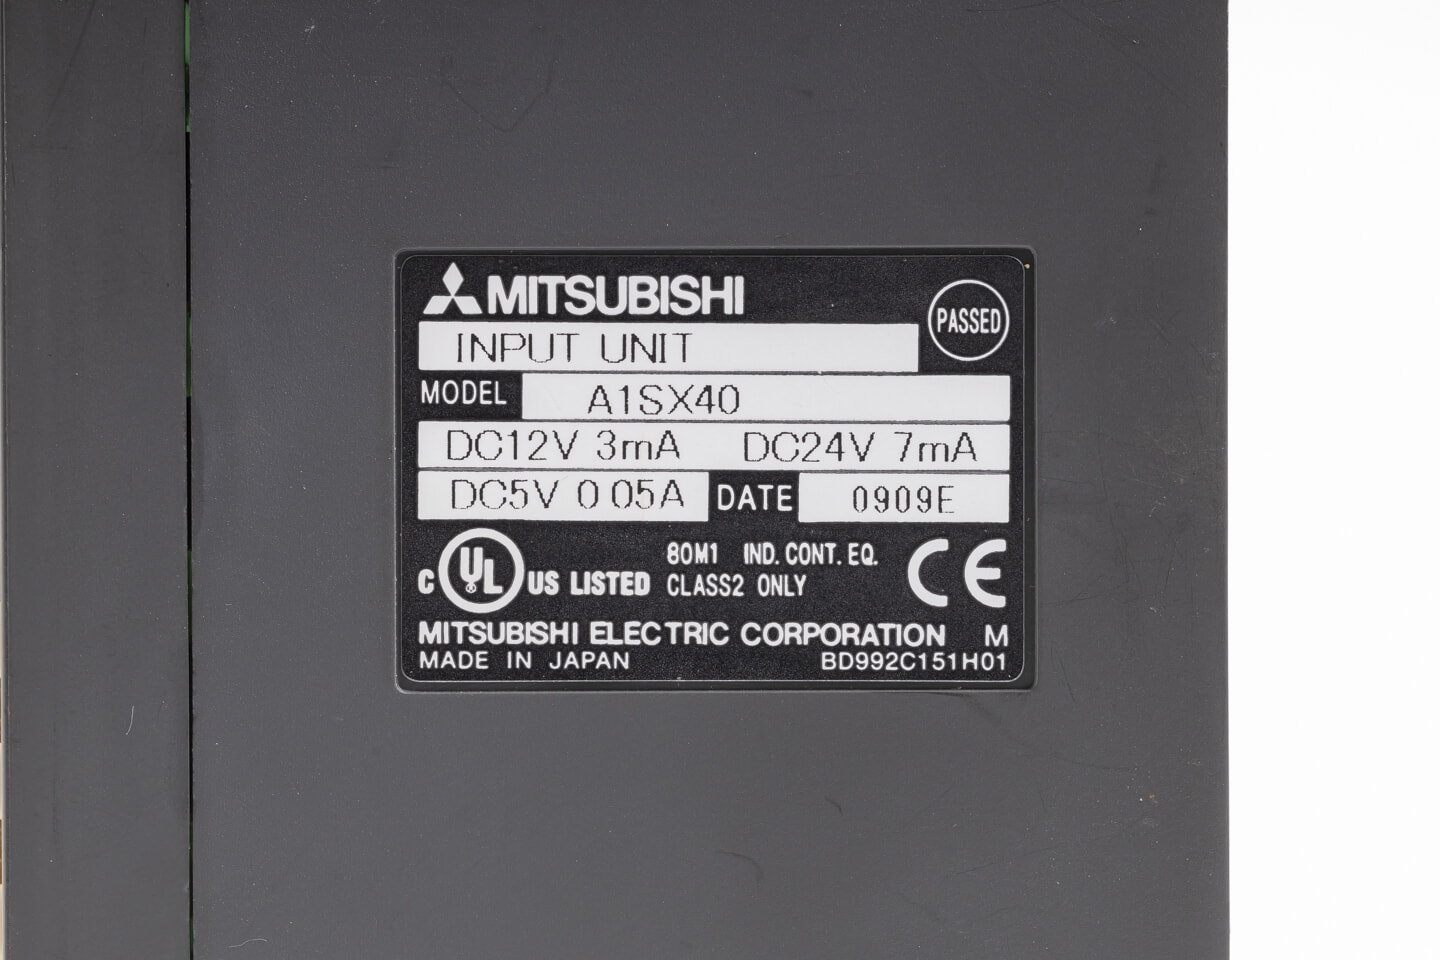 MITSUBISHI
PASSED
INPUT UNIT
MODEL A1SX40
DC12V 3mA DC24V 7mA
DC5V 0 05A DATE 0909E
C UL US LISTED
80M1 IND. CONT. EQ.
CLASS2 ONLY
CE
MITSUBISHI ELECTRIC CORPORATION M
MADE IN JAPAN BD992C151H01